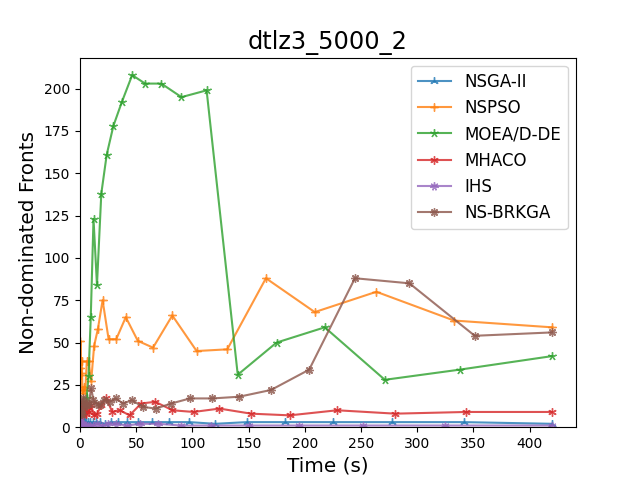 dtlz3_5000_2
Non-dominated Fronts
200
175
150
125
100
75
50
25
0
0 50 100 150 200 250 300 350 400
Time (s)
NSGA-II
NSPSO
MOEA/D-DE
MHACO
IHS
NS-BRKGA